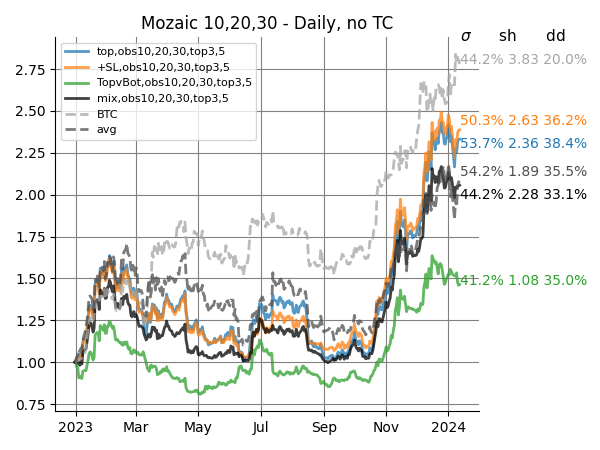 Mozaic 10,20,30 - Daily, no TC
σ sh dd
top,obs10,20,30,top3,5
+SL,obs10,20,30,top3,5
TopvBot,obs10,20,30,top3,5
mix,obs10,20,30,top3,5
BTC
avg
44.2% 3.83 20.0%
50.3% 2.63 36.2%
53.7% 2.36 38.4%
54.2% 1.89 35.5%
44.2% 2.28 33.1%
41.2% 1.08 35.0%
2.75
2.50
2.25
2.00
1.75
1.50
1.25
1.00
0.75
2023 Mar May Jul Sep Nov 2024